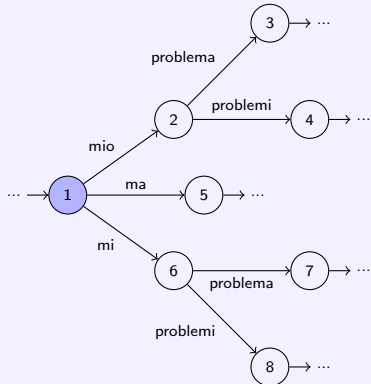 3 ...
problema
problemi
2 4 ...
mio
... 1 ma 5 ...
mi
6 7 ...
problema
problemi
8 ...